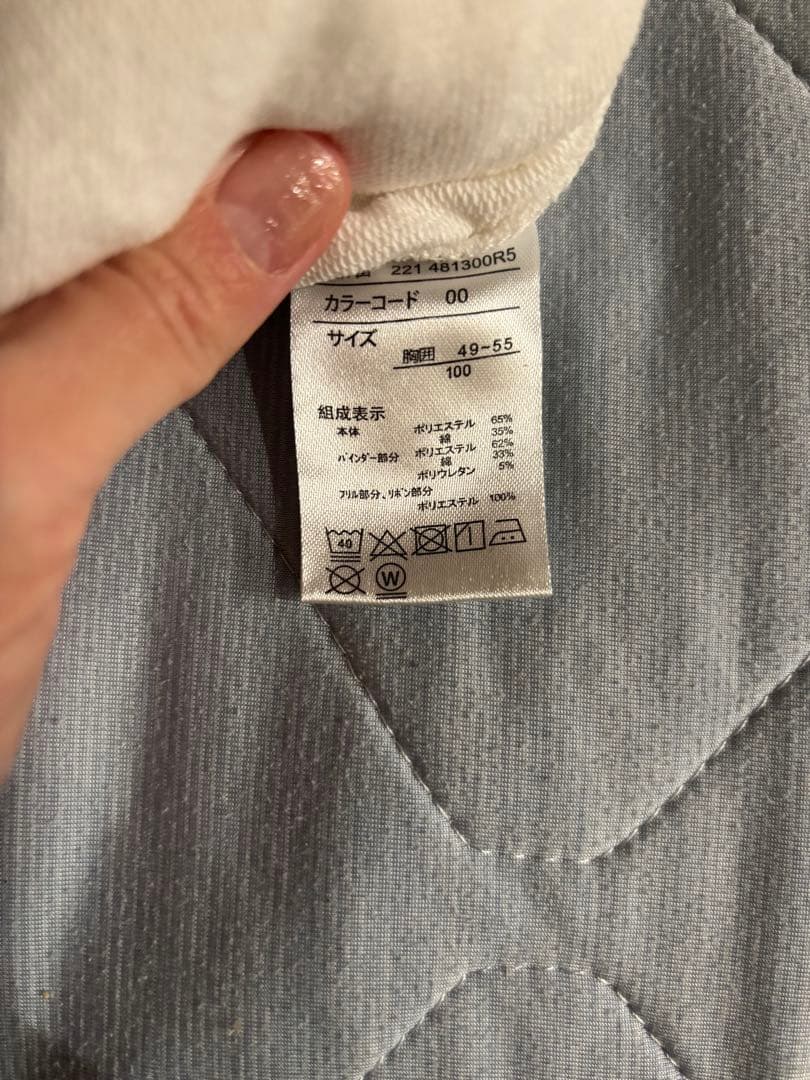 221 481300R5
カラーコード 00
サイズ
胸囲 49~55
100
組成表示
本体 ポリエステル 65%
綿 35%
バインダー部分 ポリエステル 62%
綿 33%
ポリウレタン 5%
フリル部分、リボン部分
ポリエステル 100%
40
W